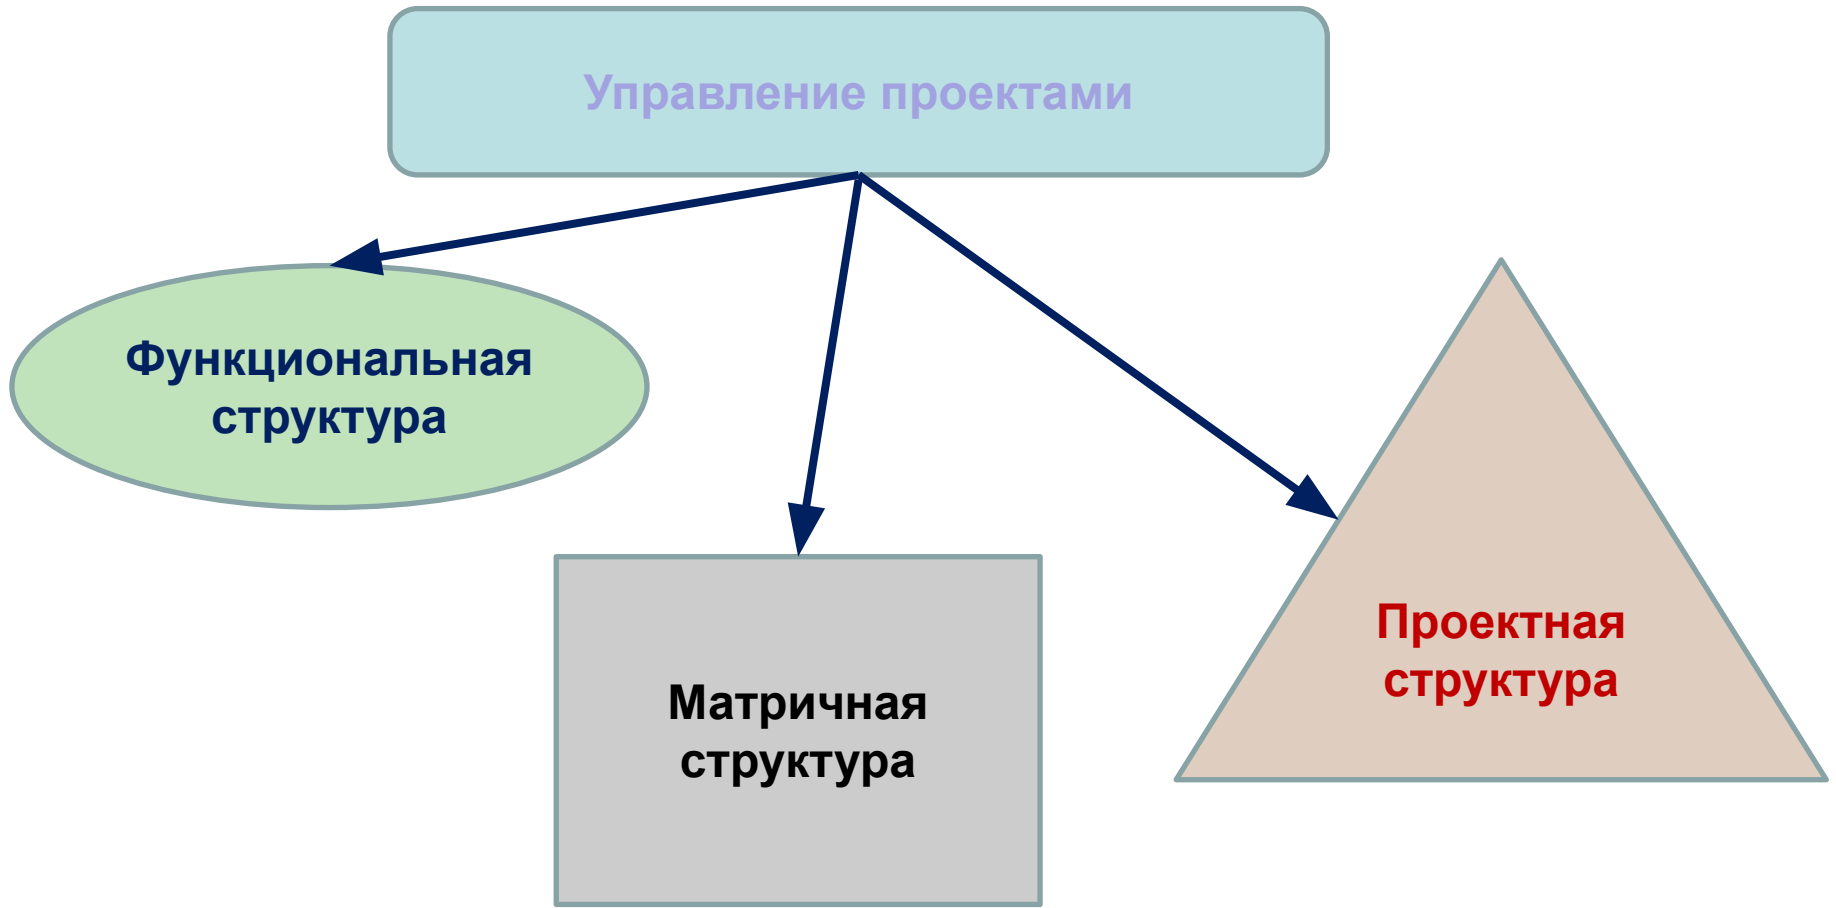 Управление проектами
Функциональная
структура
Матричная
структура
Проектная
структура